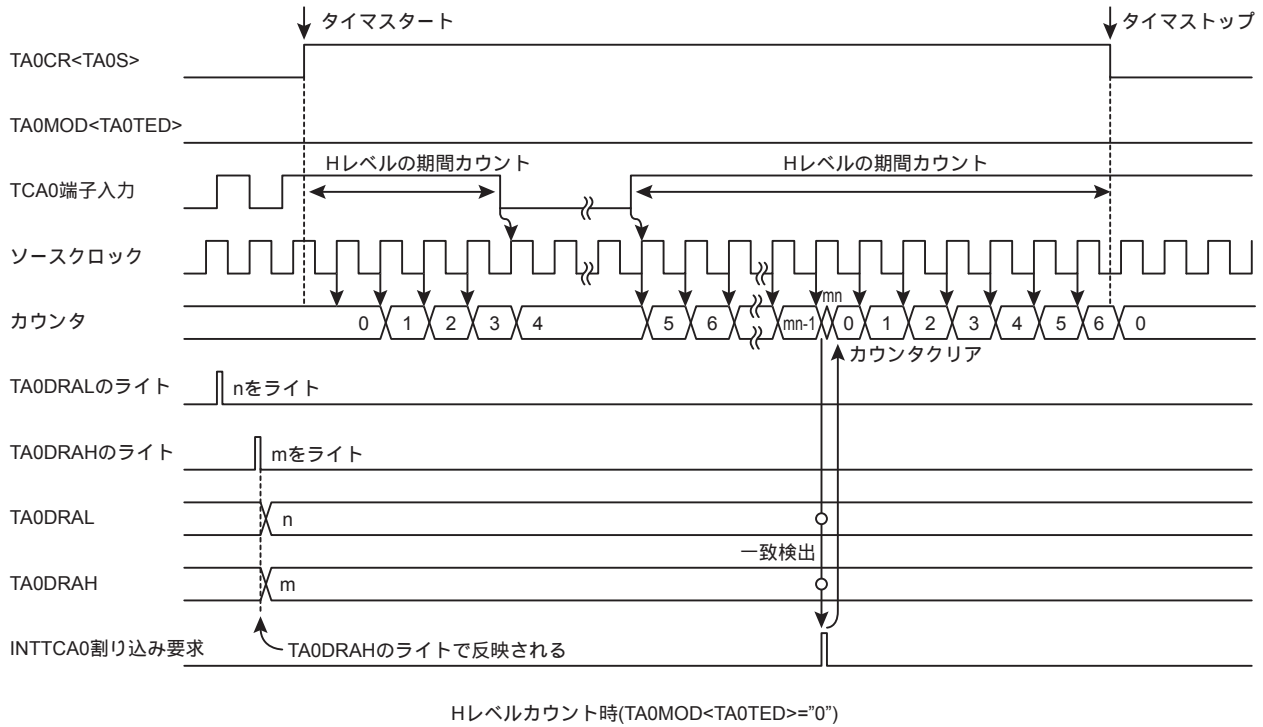 タイマスタート
タイマストップ
TA0CR<TA0S>
TA0MOD<TA0TED>
Hレベルの期間カウント
Hレベルの期間カウント
TCA0端子入力
ソースクロック
mn
カウンタ
0 1 2 3 4 5 6 mn-1 0 1 2 3 4 5 6 0
カウンタクリア
TA0DRALのライト
nをライト
TA0DRAHのライト
mをライト
TA0DRAL
n
一致検出
TA0DRAH
m
INTTCA0割り込み要求
TA0DRAHのライトで反映される
Hレベルカウント時(TA0MOD<TA0TED>="0")